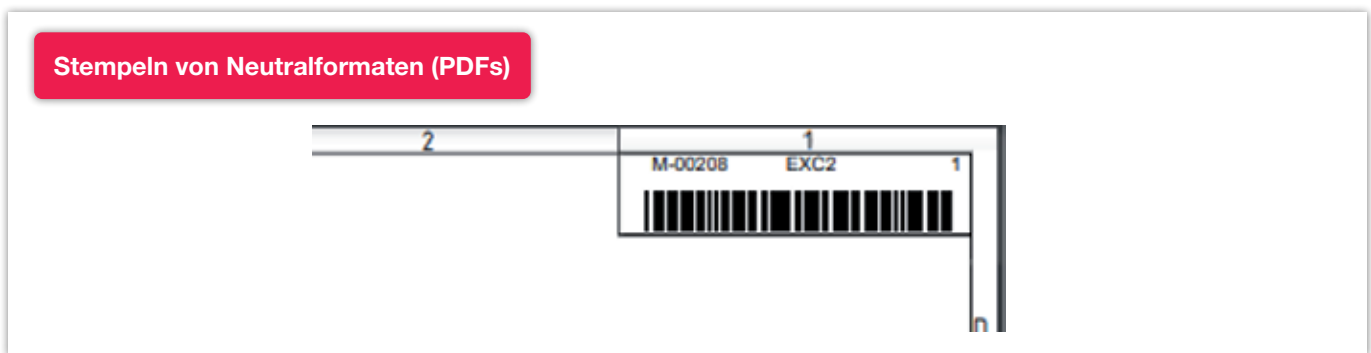 Stempeln von Neutralformaten (PDFs)
2 1
M-00208 EXC2 1